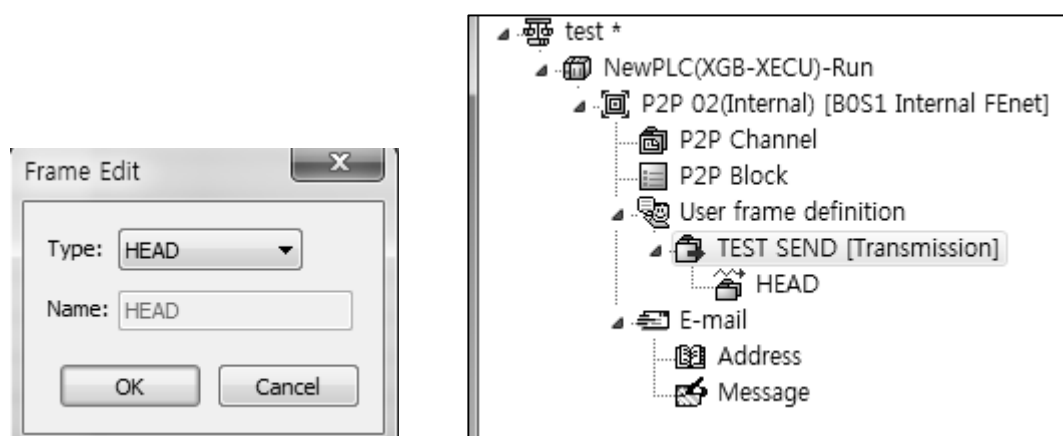 Frame Edit
Type: HEAD
Name: HEAD
OK Cancel
test *
NewPLC(XGB-XECU)-Run
P2P 02(Internal) [B0S1 Internal FEnet]
P2P Channel
P2P Block
User frame definition
TEST SEND [Transmission]
HEAD
E-mail
Address
Message